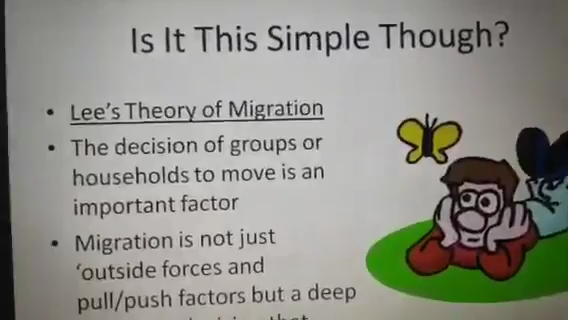 Is It This Simple Though?
• Lee's Theory of Migration
• The decision of groups or
households to move is an
important factor
• Migration is not just
'outside forces and
pull/push factors but a deep